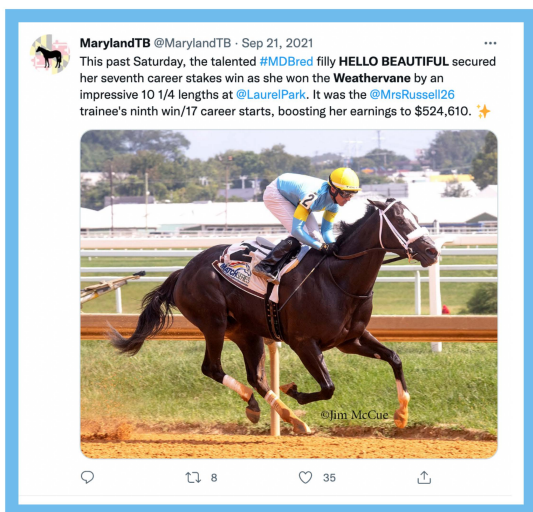 MarylandTB @MarylandTB · Sep 21, 2021
This past Saturday, the talented #MDBred filly HELLO BEAUTIFUL secured
her seventh career stakes win as she won the Weathervane by an
impressive 10 1/4 lengths at @LaurelPark. It was the @MrsRussell26
trainee's ninth win/17 career starts, boosting her earnings to $524,610. ✨
2
©Jim McCue
8
35